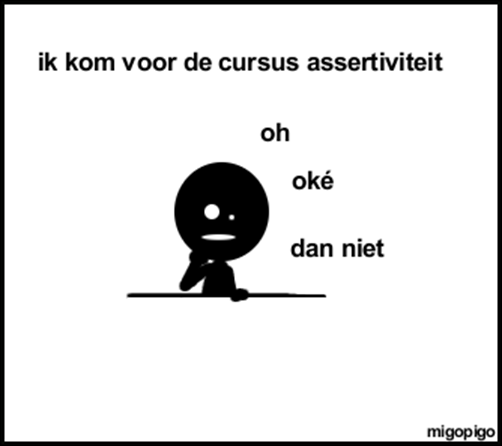 ik kom voor de cursus assertiviteit
oh
oké
dan niet
migopigo